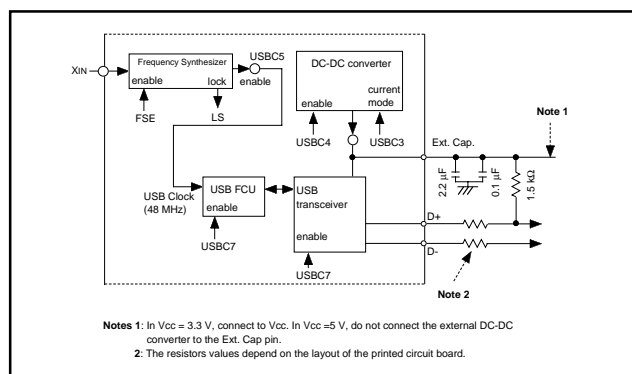 Frequency Synthesizer
enable
lock
USBC5
enable
XIN
FSE
LS
DC-DC converter
enable
current
mode
USBC4
USBC3
Ext. Cap.
Note 1
2.2 µF
0.1 µF
1.5 kΩ
USB Clock
(48 MHz)
USB FCU
enable
USBC7
USB
transceiver
enable
USBC7
D+
D-
Note 2
Notes 1: In Vcc = 3.3 V, connect to Vcc. In Vcc =5 V, do not connect the external DC-DC
converter to the Ext. Cap pin.
2: The resistors values depend on the layout of the printed circuit board.